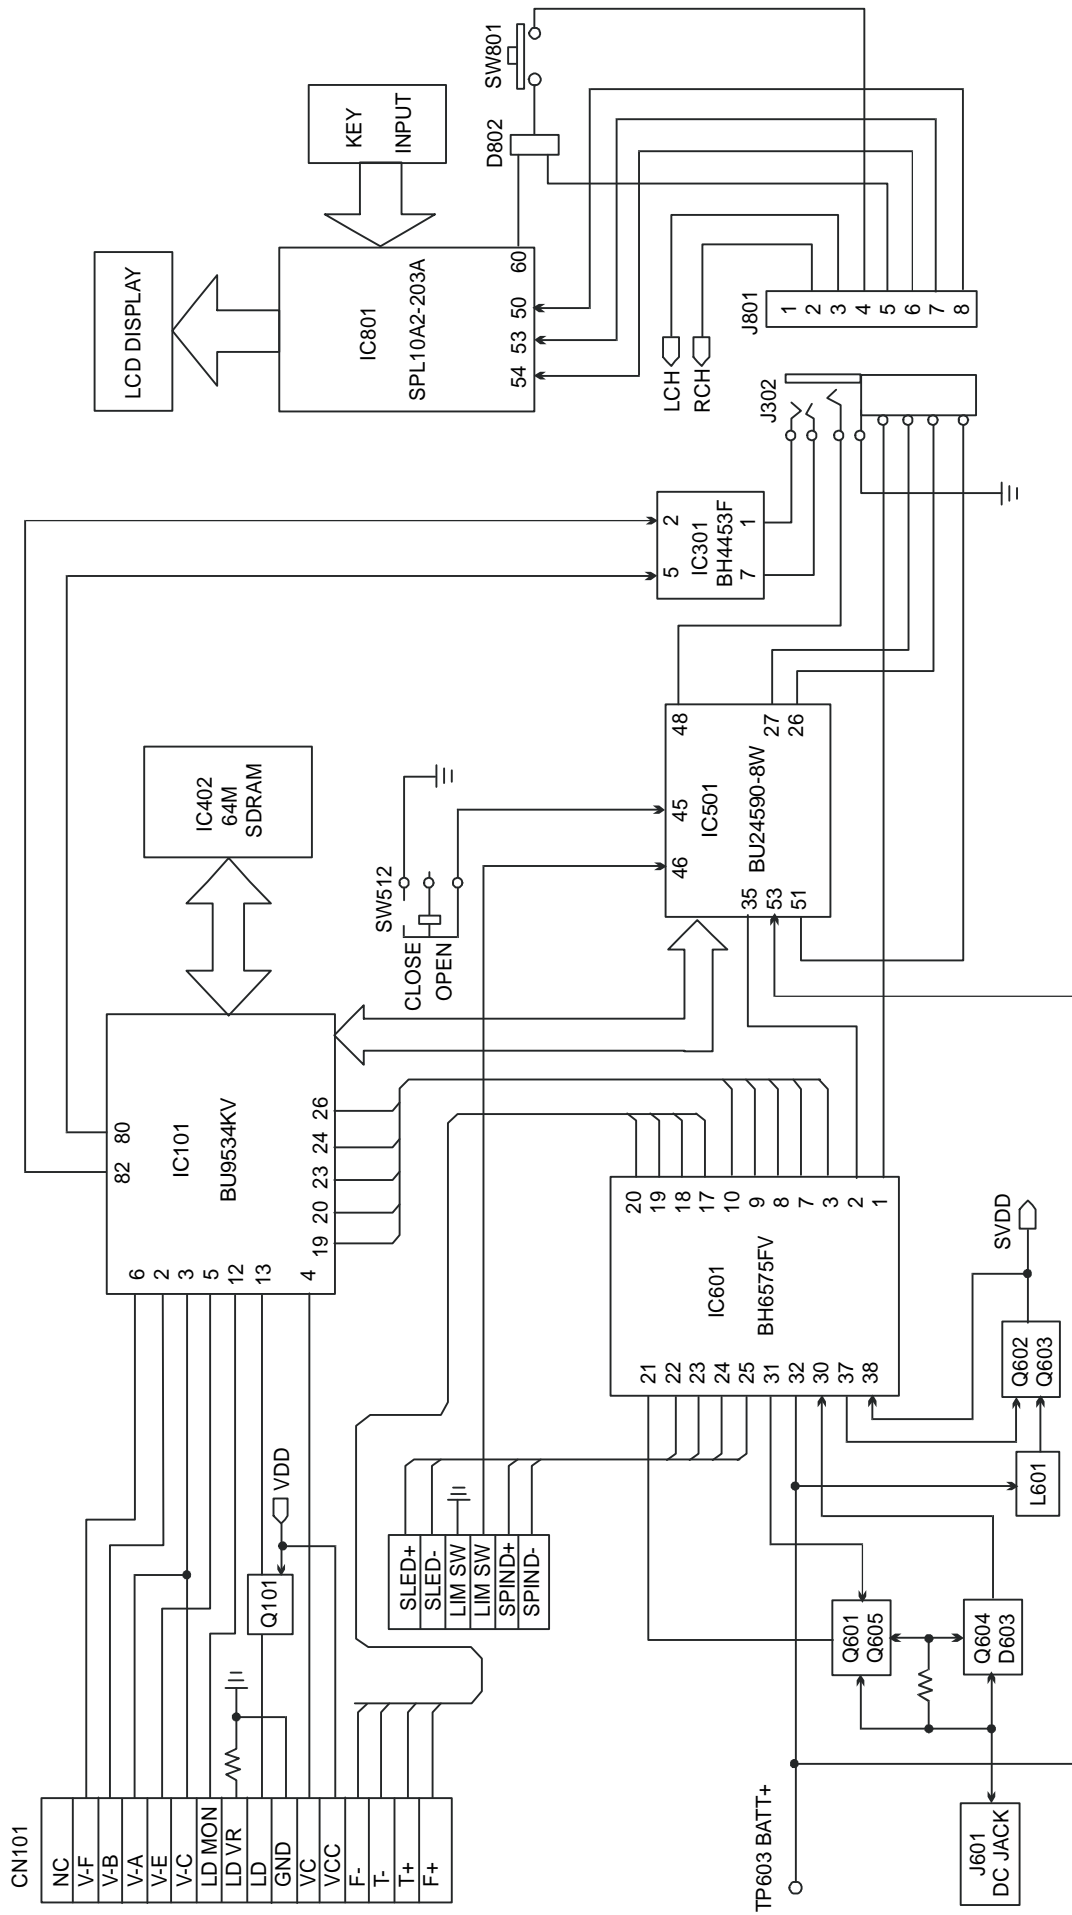 CN101
NC
V-F
V-B
V-A
V-E
V-C
LD MON
LD VR
LD
GND
VC
VCC
F-
T-
T+
F+
Q101
VDD
6
2
3
5
12
13
4
82
80
IC101
BU9534KV
19
20
23
24
26
IC402
64M
SDRAM
SLED+
SLED-
LIM SW
LIM SW
SPIND+
SPIND-
SW512
CLOSE
OPEN
46
45
IC501
BU24590-8W
35
53
51
48
27
26
5
2
IC301
BH4453F
7
1
J302
LCD DISPLAY
KEY
INPUT
IC801
SPL10A2-203A
54
53
50
60
D802
SW801
LCH
RCH
J801
1
2
3
4
5
6
7
8
TP603 BATT+
J601
DC JACK
Q601
Q605
Q604
D603
L601
Q602
Q603
SVDD
21
22
23
24
25
31
32
30
37
38
IC601
BH6575FV
20
19
18
17
10
9
8
7
3
2
1